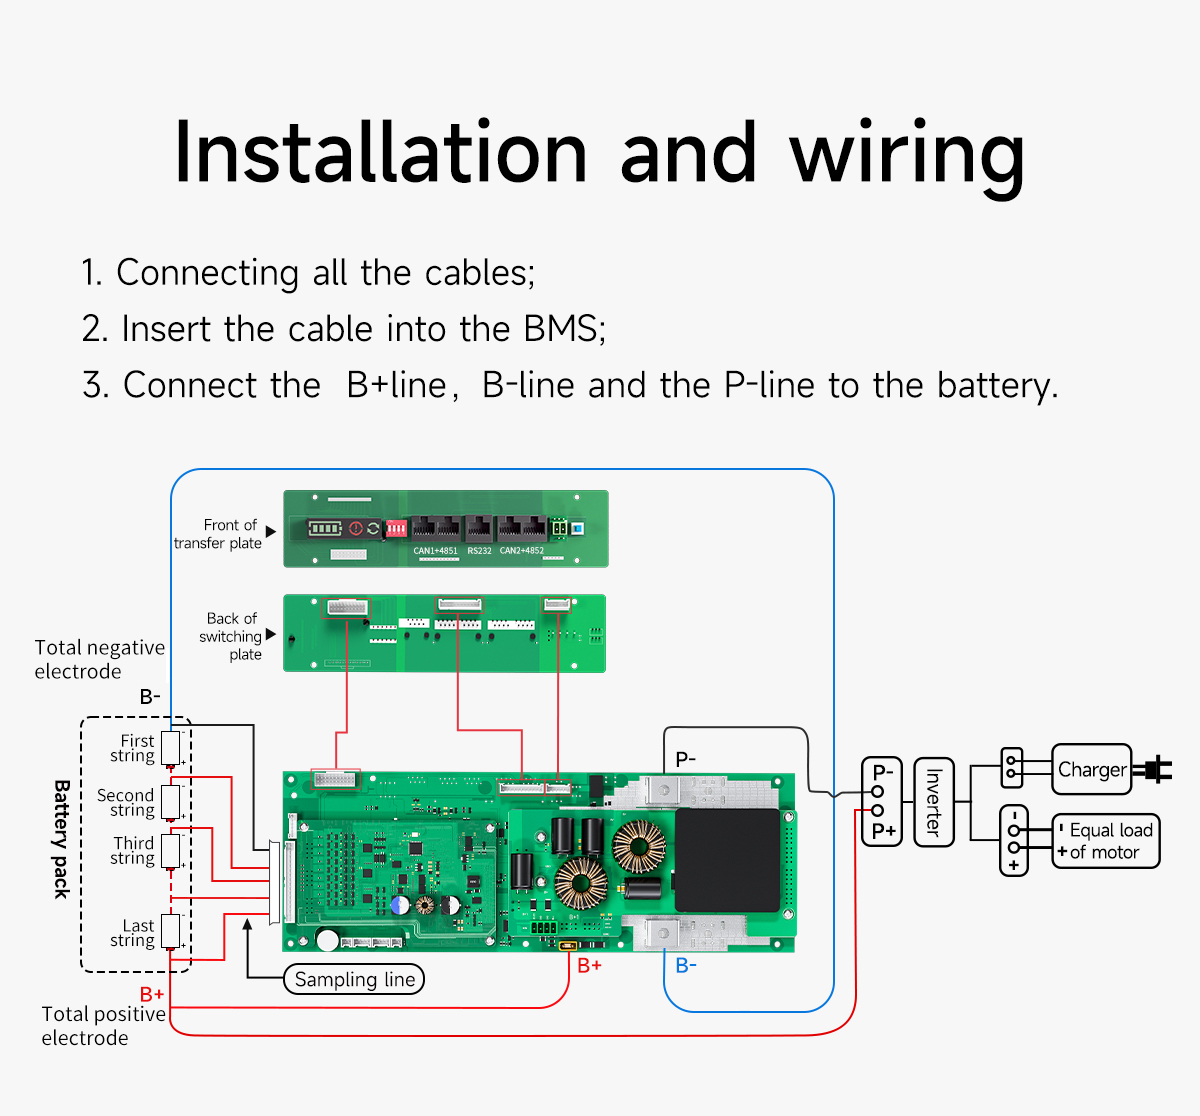 Installation and wiring
1. Connecting all the cables;
2. Insert the cable into the BMS;
3. Connect the B+line, B-line and the P-line to the battery.
Front of
transfer plate
CAN1+4851 RS232 CAN2+4852
Back of
switching
plate
Total negative
electrode
B-
First
string
Second
string
Third
string
Last
string
Battery pack
B+
Total positive
electrode
Sampling line
B+
B-
P-
P-
P+
Inverter
Charger
-
+
- Equal load
+ of motor